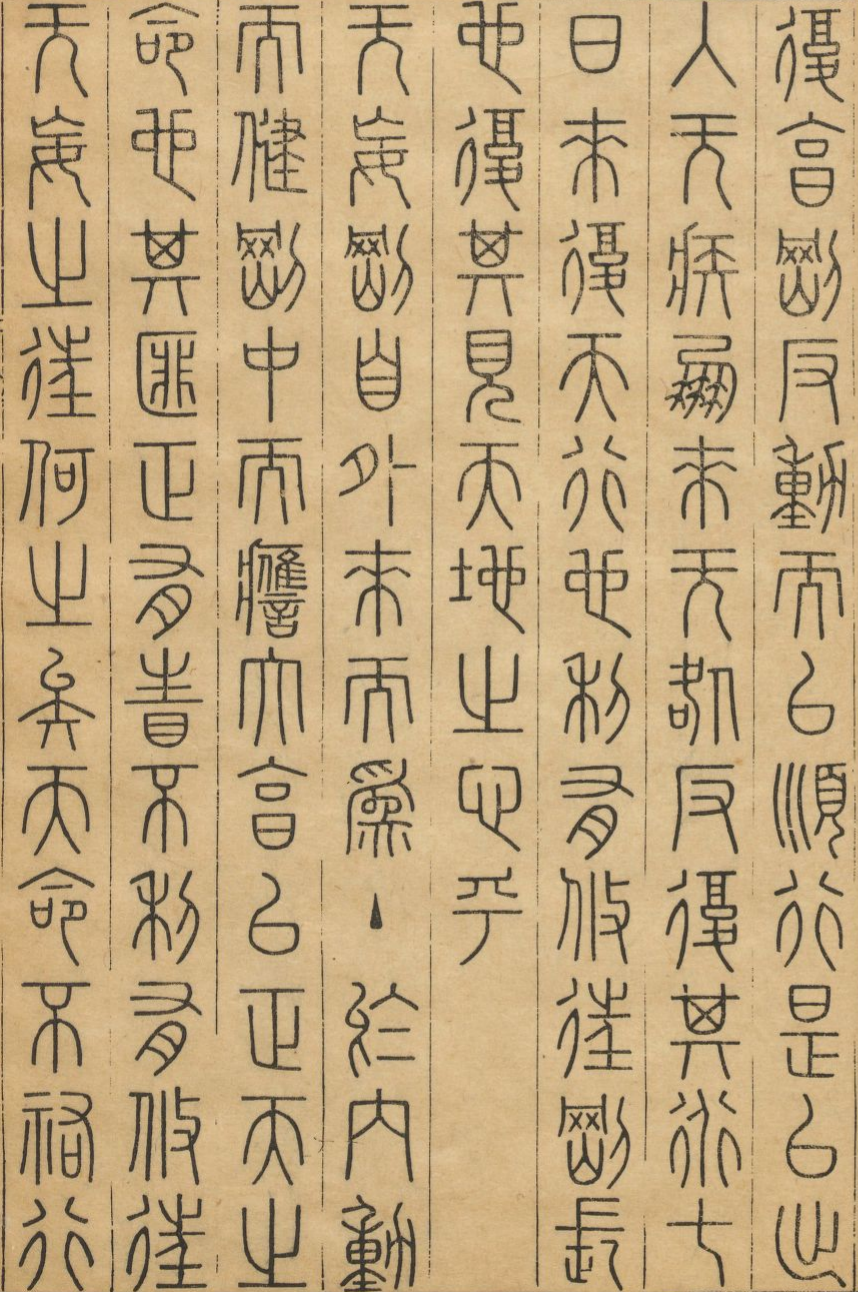 復亨剛反動而以順行是以出
入无疾朋來无咎反復其道七
日來復天行也利有攸往剛長
也復其見天地之心乎
无妄剛自外來而爲主於內動
而健剛中而應大亨以正天之
命也其匪正有眚不利有攸往
无妄之往何之矣天命不祐行